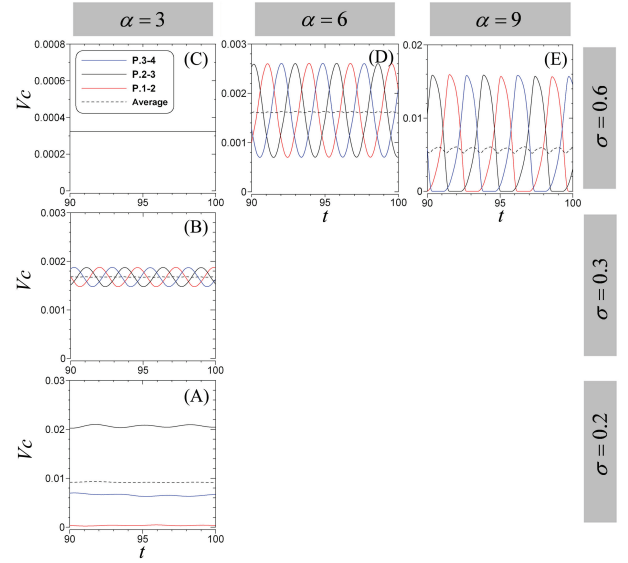 α = 3
α = 6
α = 9
0.0008
0.0006
0.0004
0.0002
0
Vc
(C)
P.3-4
P.2-3
P.1-2
Average
90
95
100
0.003
0.002
0.001
0
(D)
90
95
100
t
0.02
0.01
0
(E)
90
95
100
t
σ = 0.6
0.003
0.002
0.001
0
Vc
(B)
90
95
100
σ = 0.3
0.03
0.02
0.01
0
Vc
(A)
90
95
100
t
σ = 0.2